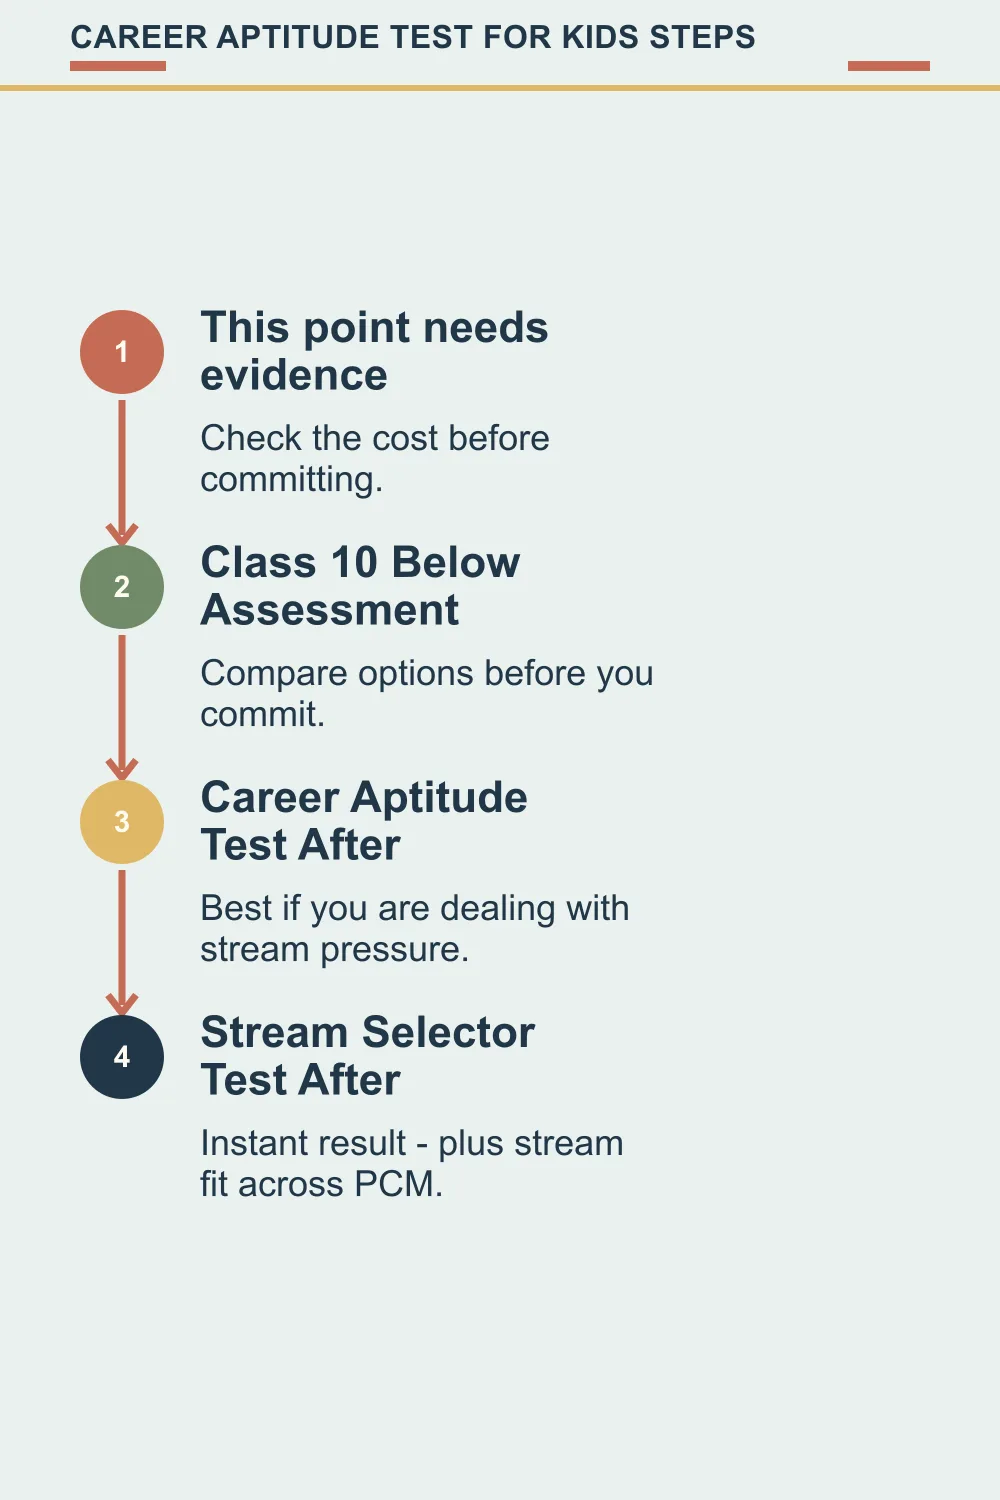 CAREER APTITUDE TEST FOR KIDS STEPS
1
This point needs
evidence
Check the cost before
committing.
2
Class 10 Below
Assessment
Compare options before you
commit.
3
Career Aptitude
Test After
Best if you are dealing with
stream pressure.
4
Stream Selector
Test After
Instant result - plus stream
fit across PCM.